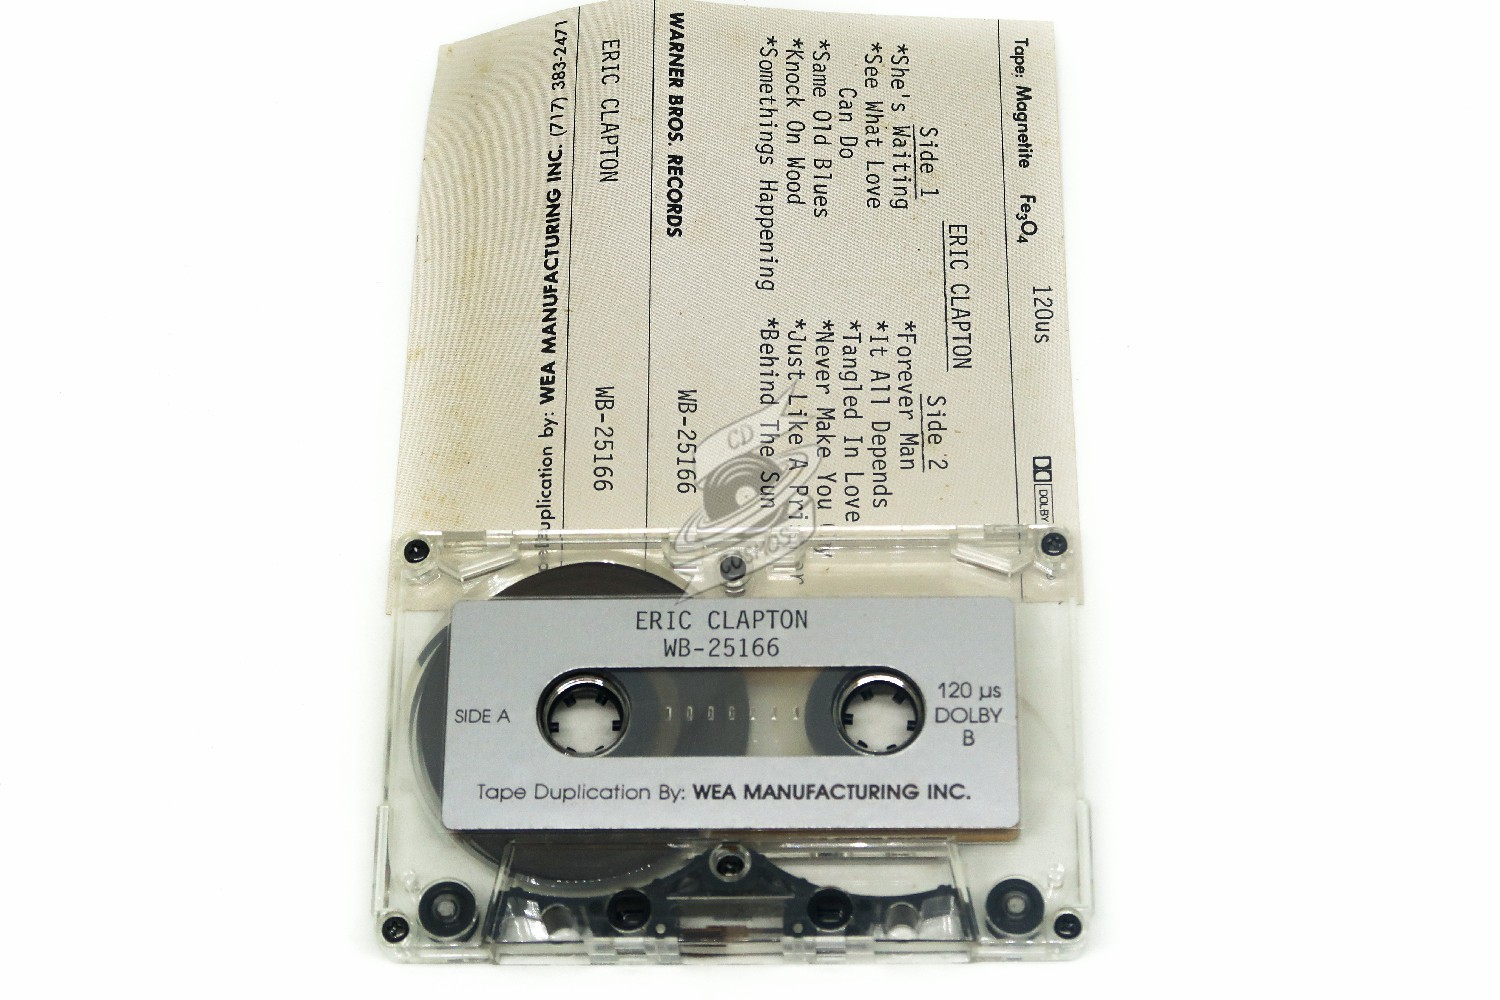 Tape: Magnetite Fe₃O₄ 120us DOLBY
ERIC CLAPTON
Side 1
*She's Waiting
*See What Love
Can Do
*Same Old Blues
*Knock On Wood
*Somethings Happening
Side 2
*Forever Man
*It All Depends
*Tangled In Love
*Never Make You
*Just Like A
*Behind The Sun
WARNER BROS. RECORDS WB-25166
ERIC CLAPTON WB-25166
uplication by: WEA MANUFACTURING INC. (717) 383-2471
CD
COSMOS
ERIC CLAPTON
WB-25166
SIDE A
120 µs
DOLBY
B
Tape Duplication By: WEA MANUFACTURING INC.